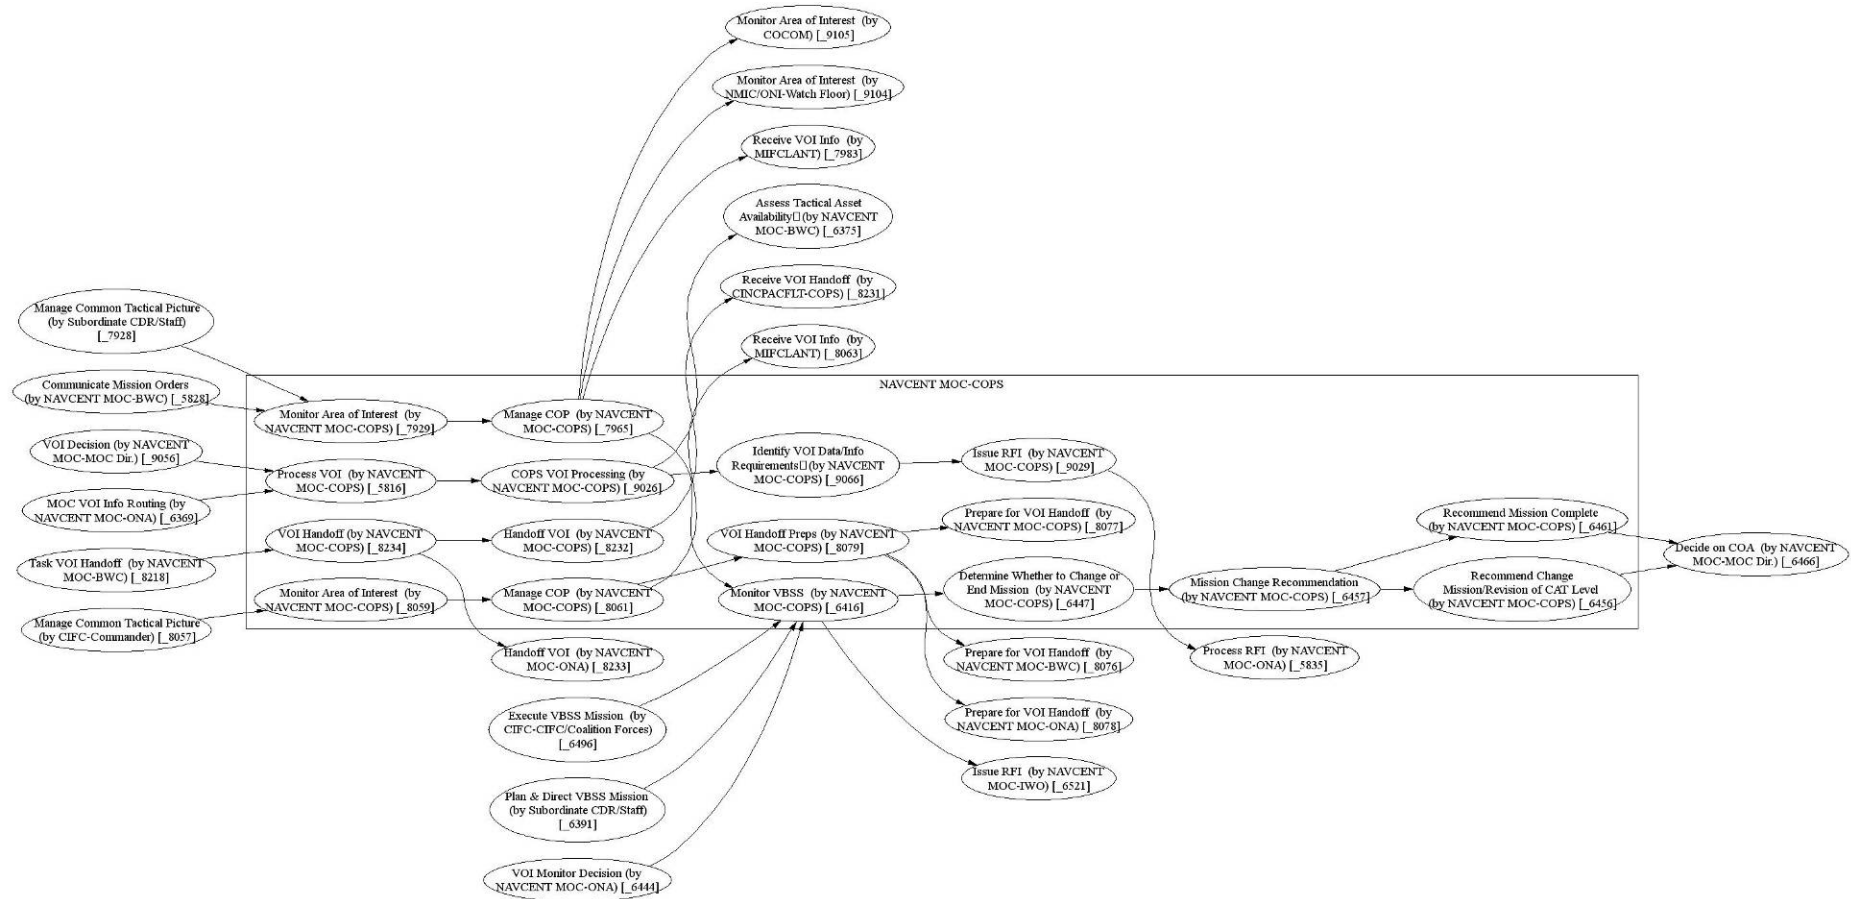 Monitor Area of Interest (by
COCOM) [_9105]
Monitor Area of Interest (by
NMIC/ONI-Watch Floor) [_9104]
Receive VOI Info (by
MIFCLANT) [_7983]
Assess Tactical Asset
Availability□(by NAVCENT
MOC-BWC) [_6375]
Receive VOI Handoff (by
CINCPACFLT-COPS) [_8231]
Receive VOI Info (by
MIFCLANT) [_8063]
Manage Common Tactical Picture
(by Subordinate CDR/Staff)
[_7928]
Communicate Mission Orders
(by NAVCENT MOC-BWC) [_5828]
VOI Decision (by NAVCENT
MOC-MOC Dir.) [_9056]
MOC VOI Info Routing (by
NAVCENT MOC-ONA) [_6369]
Task VOI Handoff (by NAVCENT
MOC-BWC) [_8218]
Manage Common Tactical Picture
(by CIFC-Commander) [_8057]
NAVCENT MOC-COPS
Monitor Area of Interest (by
NAVCENT MOC-COPS) [_7929]
Manage COP (by NAVCENT
MOC-COPS) [_7965]
Process VOI (by NAVCENT
MOC-COPS) [_5816]
COPS VOI Processing (by
NAVCENT MOC-COPS) [_9026]
Identify VOI Data/Info
Requirements□(by NAVCENT
MOC-COPS) [_9066]
Issue RFI (by NAVCENT
MOC-COPS) [_9029]
VOI Handoff (by NAVCENT
MOC-COPS) [_8234]
Handoff VOI (by NAVCENT
MOC-COPS) [_8232]
VOI Handoff Preps (by NAVCENT
MOC-COPS) [_8079]
Prepare for VOI Handoff (by
NAVCENT MOC-COPS) [_8077]
Recommend Mission Complete
(by NAVCENT MOC-COPS) [_6461]
Decide on COA (by NAVCENT
MOC-MOC Dir.) [_6466]
Monitor Area of Interest (by
NAVCENT MOC-COPS) [_8059]
Manage COP (by NAVCENT
MOC-COPS) [_8061]
Monitor VBSS (by NAVCENT
MOC-COPS) [_6416]
Determine Whether to Change or
End Mission (by NAVCENT
MOC-COPS) [_6447]
Mission Change Recommendation
(by NAVCENT MOC-COPS) [_6457]
Recommend Change
Mission/Revision of CAT Level
(by NAVCENT MOC-COPS) [_6456]
Handoff VOI (by NAVCENT
MOC-ONA) [_8233]
Prepare for VOI Handoff (by
NAVCENT MOC-BWC) [_8076]
Process RFI (by NAVCENT
MOC-ONA) [_5835]
Execute VBSS Mission (by
CIFC-CIFC/Coalition Forces)
[_6496]
Prepare for VOI Handoff (by
NAVCENT MOC-ONA) [_8078]
Plan & Direct VBSS Mission
(by Subordinate CDR/Staff)
[_6391]
Issue RFI (by NAVCENT
MOC-IWO) [_6521]
VOI Monitor Decision (by
NAVCENT MOC-ONA) [_6444]